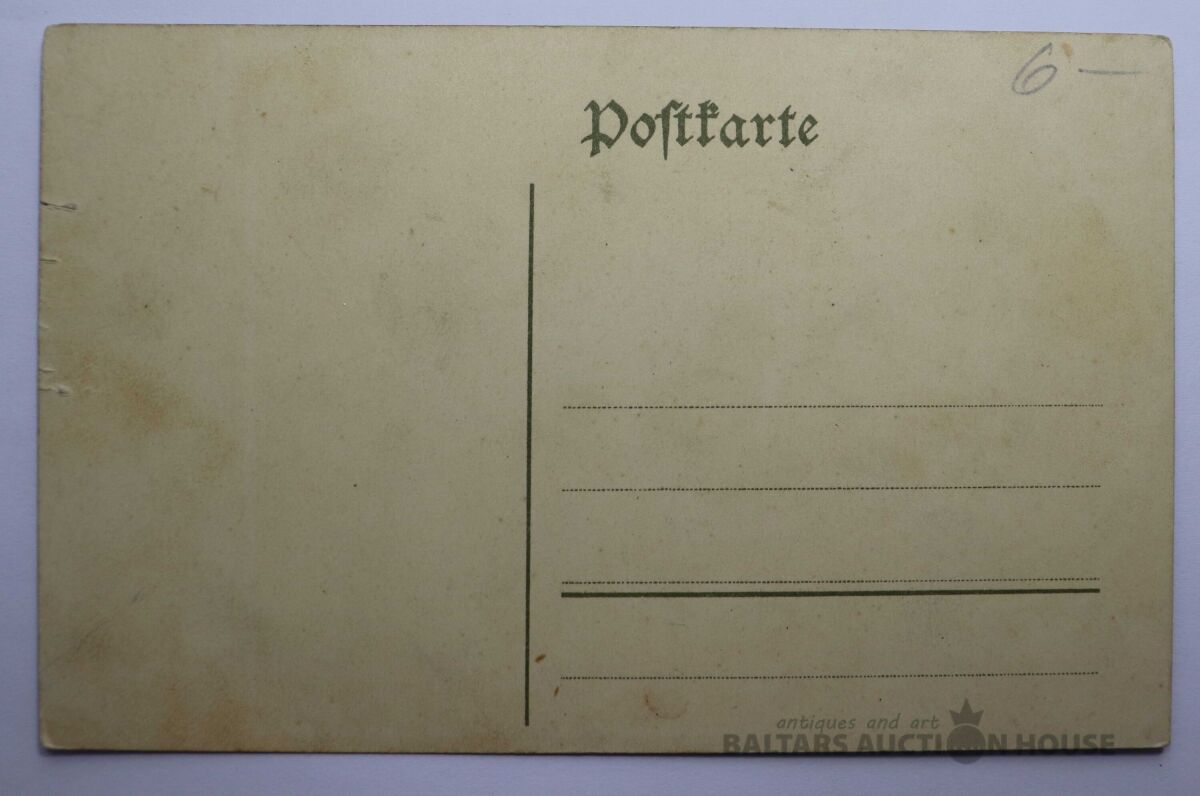 6 —
Poſtkarte
antiques and art
BALTARS AUCTION HOUSE